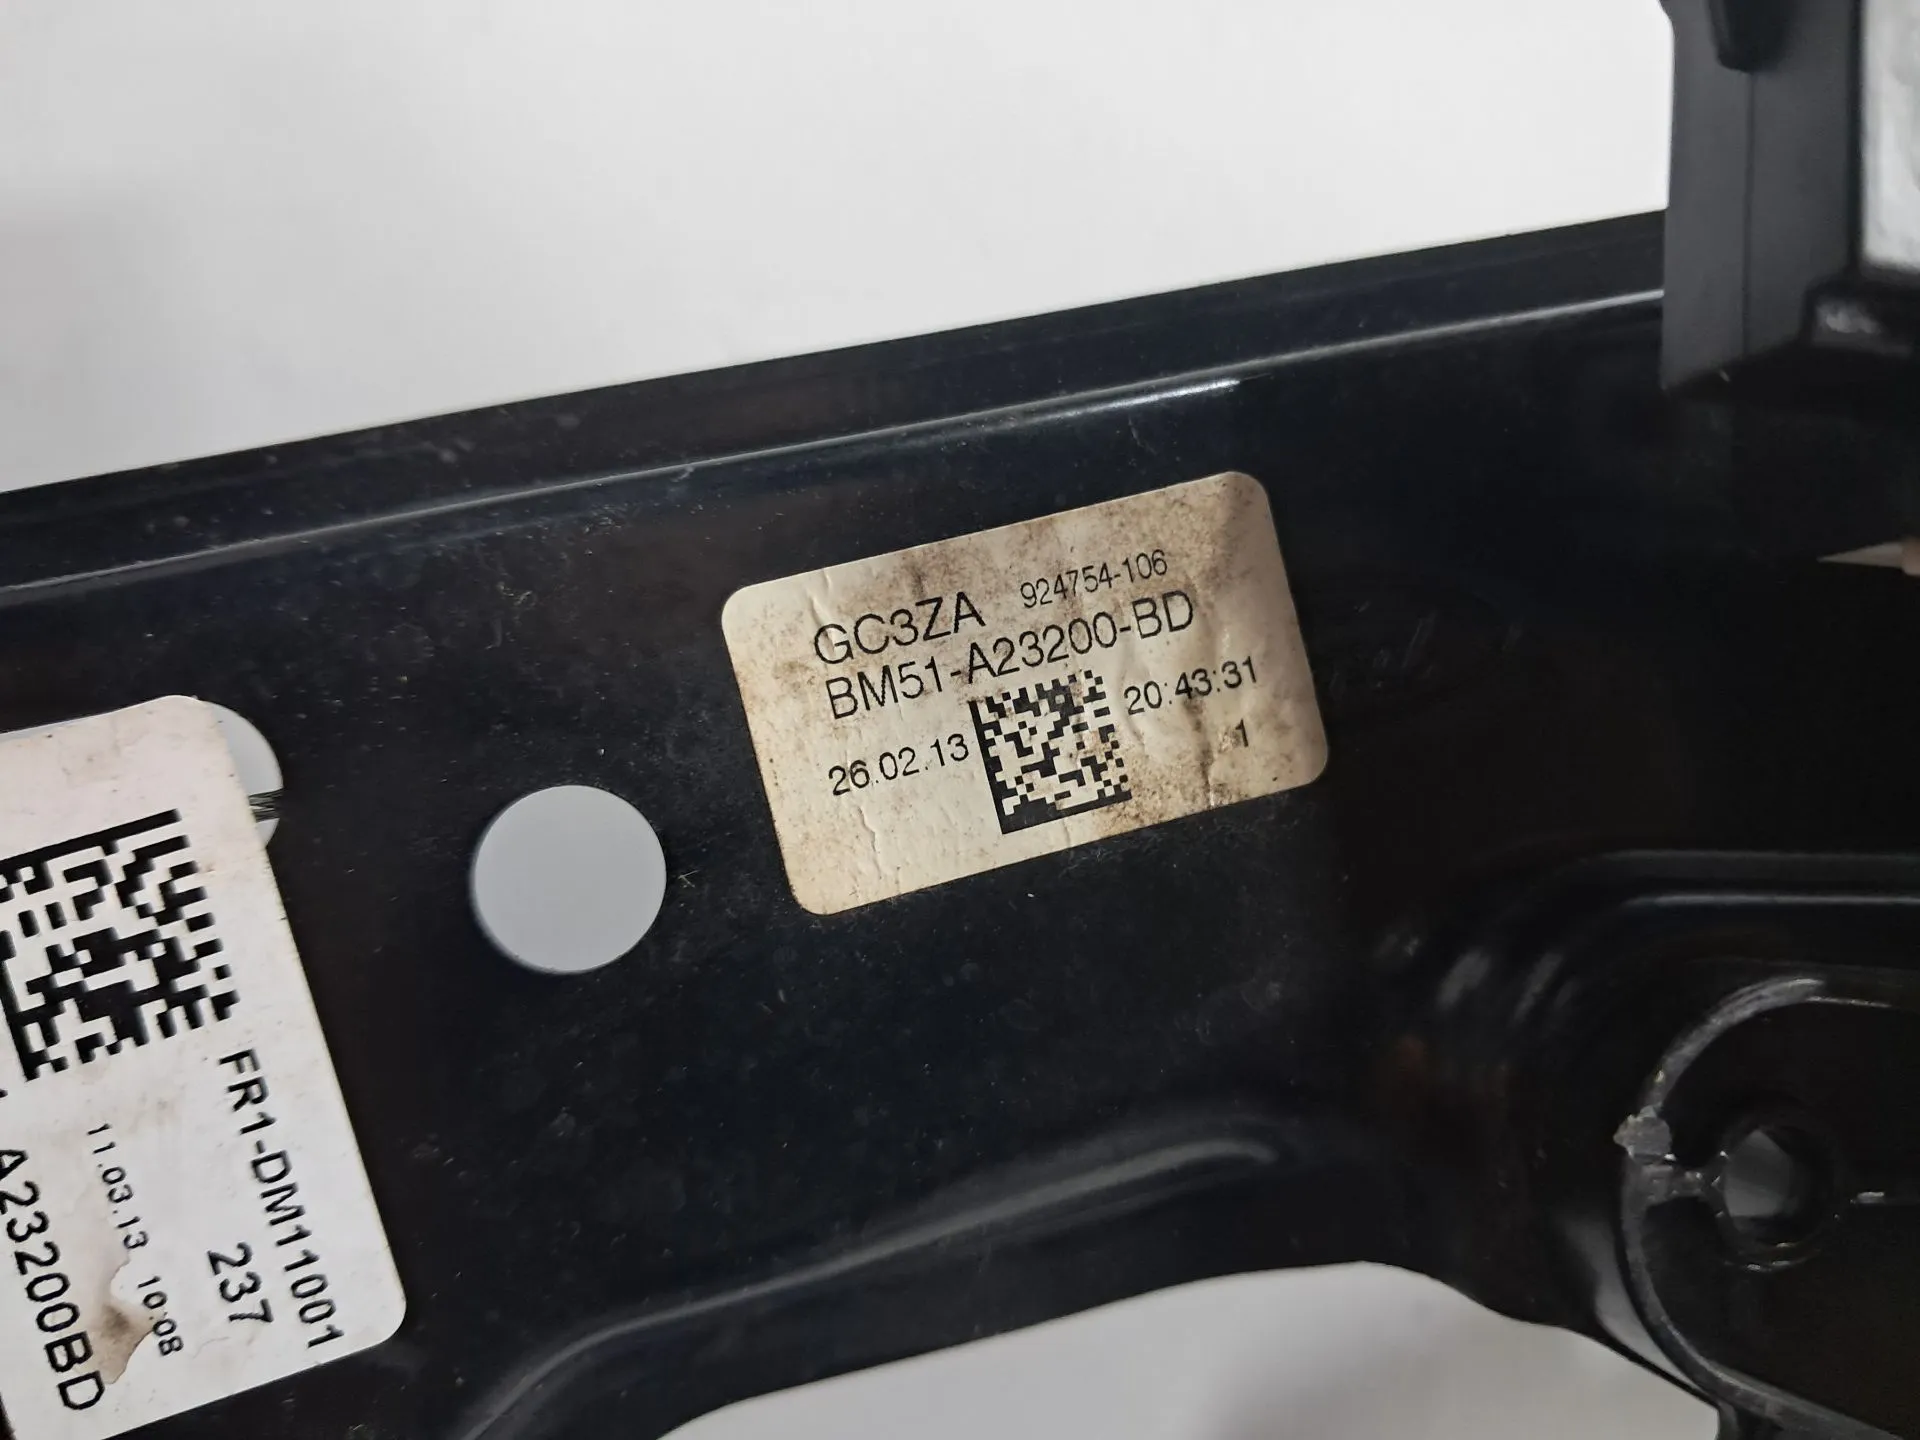 GC3ZA 924754-106
BM51-A23200-BD
26.02.13 20:43:31
1
FR1-DM11001
237
11.03.13 10:08
A23200BD